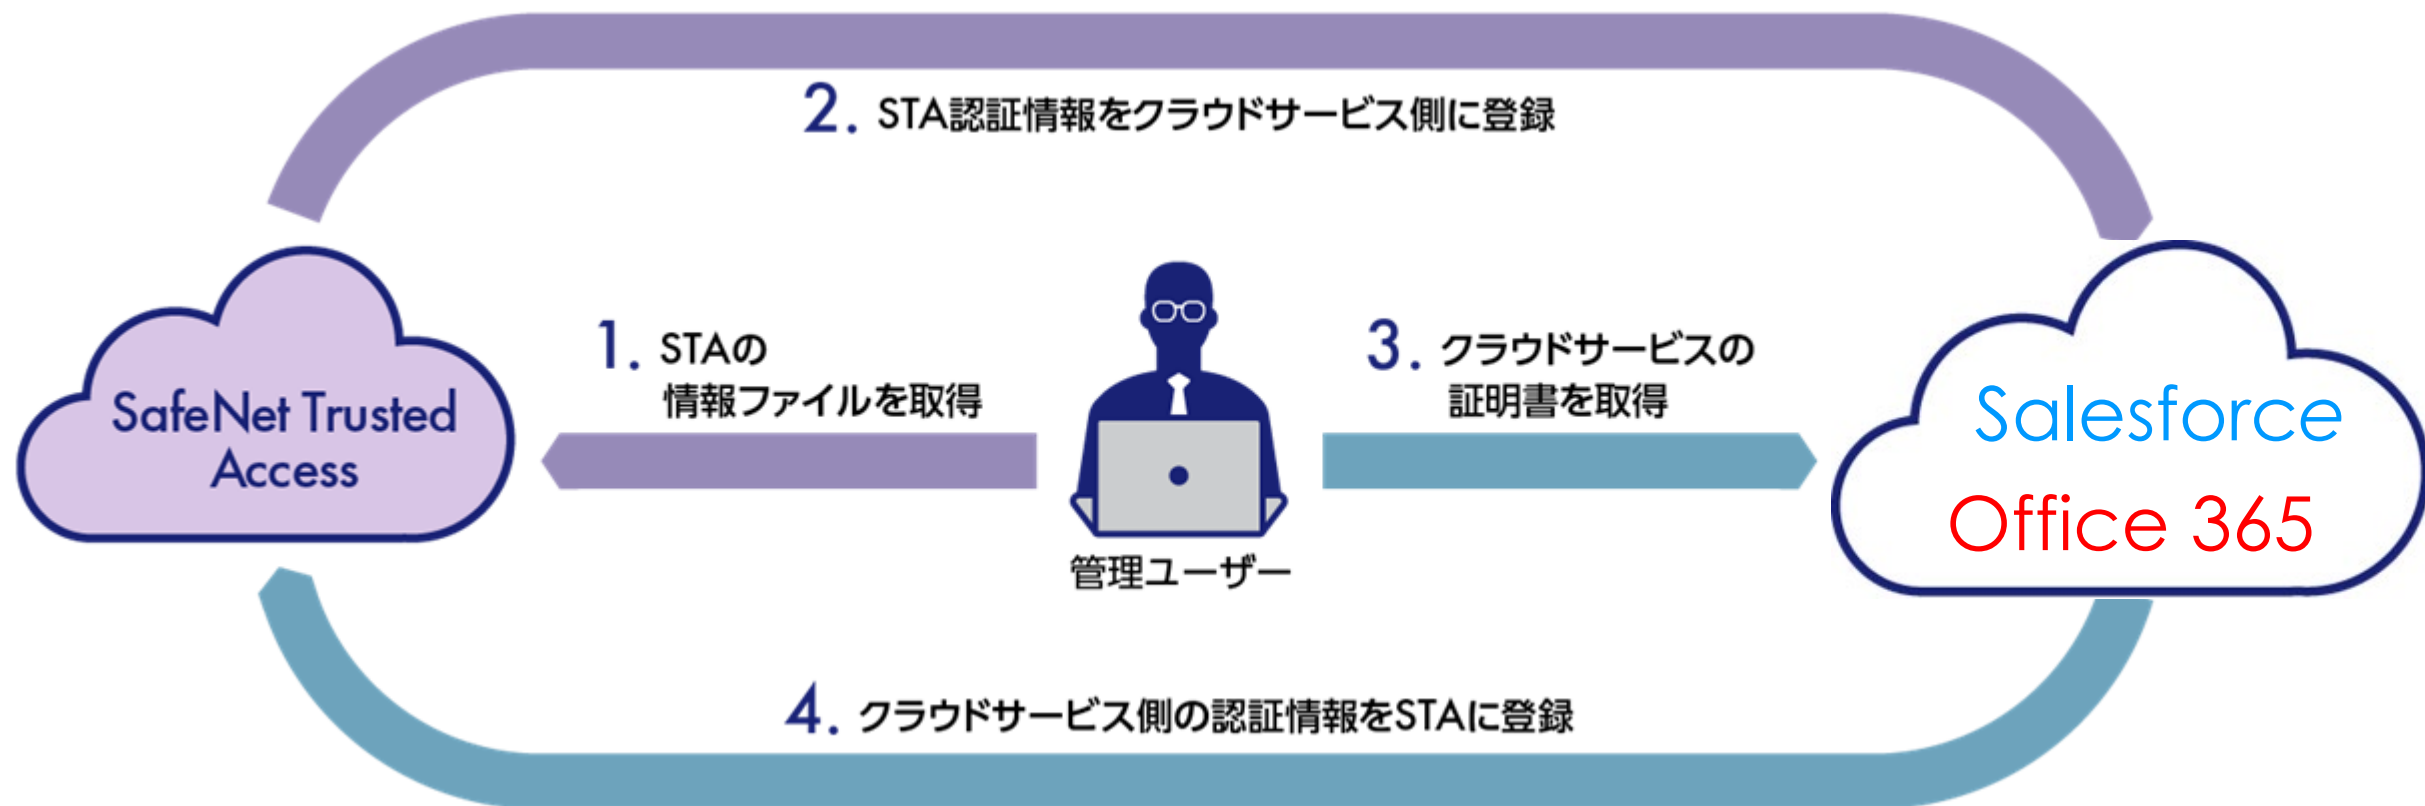 2. STA認証情報をクラウドサービス側に登録
SafeNet Trusted
Access
1. STAの
情報ファイルを取得
管理ユーザー
3. クラウドサービスの
証明書を取得
Salesforce
Office 365
4. クラウドサービス側の認証情報をSTAに登録